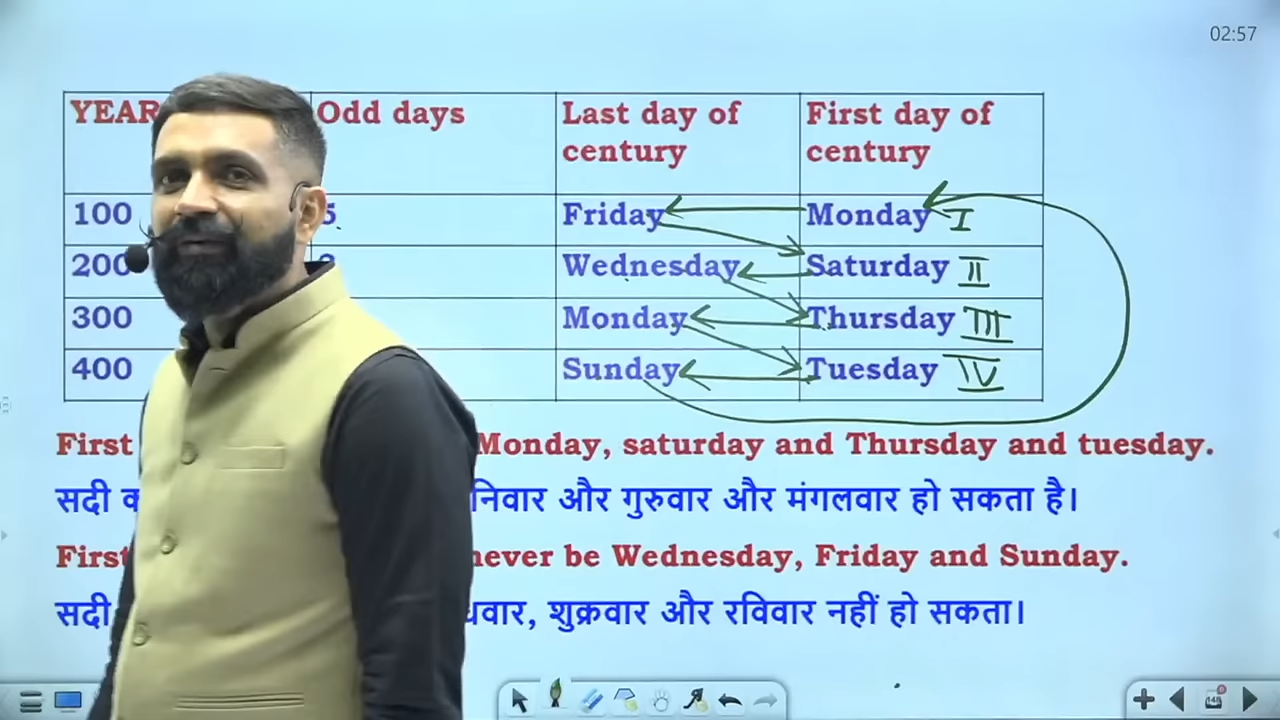 02:57
YEAR Odd days Last day of First day of
century century
100 5 Friday Monday I
200 Wednesday Saturday II
300 Monday Thursday III
400 Sunday Tuesday IV
First Monday, saturday and Thursday and tuesday.
सदी और गुरुवार और मंगलवार हो सकता है।
First never be Wednesday, Friday and Sunday.
सदी शुक्रवार और रविवार नहीं हो सकता।